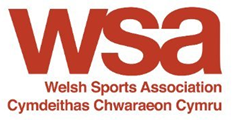 wsa
Welsh Sports Association
Cymdeithas Chwaraeon Cymru